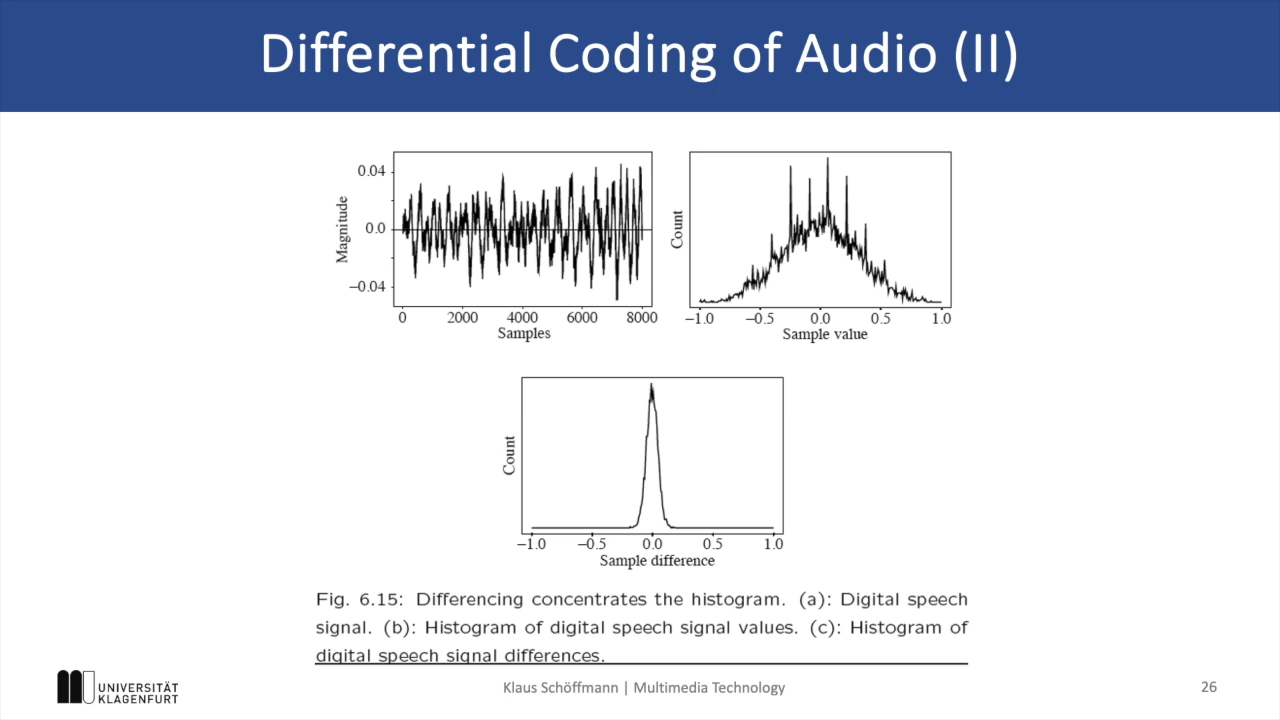 Differential Coding of Audio (II)
0.04
0.0
−0.04
Magnitude
0 2000 4000 6000 8000
Samples
Count
−1.0 −0.5 0.0 0.5 1.0
Sample value
Count
−1.0 −0.5 0.0 0.5 1.0
Sample difference
Fig. 6.15: Differencing concentrates the histogram. (a): Digital speech
signal. (b): Histogram of digital speech signal values. (c): Histogram of
digital speech signal differences.
UNIVERSITÄT
KLAGENFURT
Klaus Schöffmann | Multimedia Technology
26